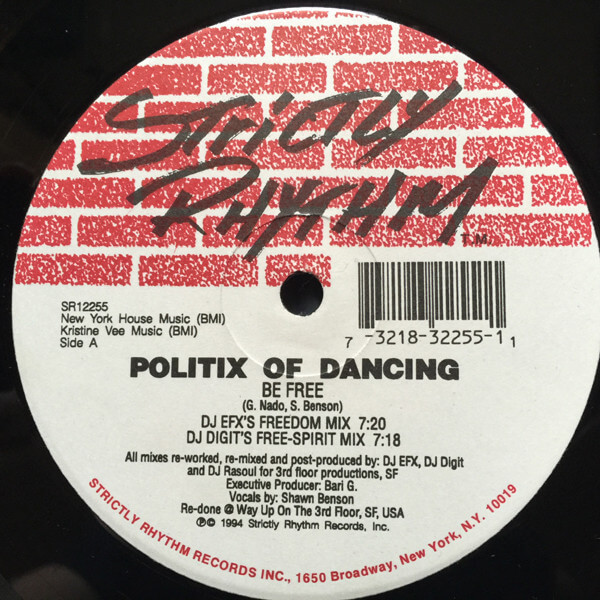 STRICTLY
RHYTHM
T.M.
SR12255
New York House Music (BMI)
Kristine Vee Music (BMI)
Side A
7 -3218-32255-1 1
POLITIX OF DANCING
BE FREE
(G. Nado, S. Benson)
DJ EFX'S FREEDOM MIX 7:20
DJ DIGIT'S FREE-SPIRIT MIX 7:18
All mixes re-worked, re-mixed and post-produced by: DJ EFX, DJ Digit
and DJ Rasoul for 3rd floor productions, SF
Executive Producer: Bari G.
Vocals by: Shawn Benson
Re-done @ Way Up On The 3rd Floor, SF, USA
℗© 1994 Strictly Rhythm Records, Inc.
STRICTLY RHYTHM RECORDS INC., 1650 Broadway, New York, N.Y. 10019